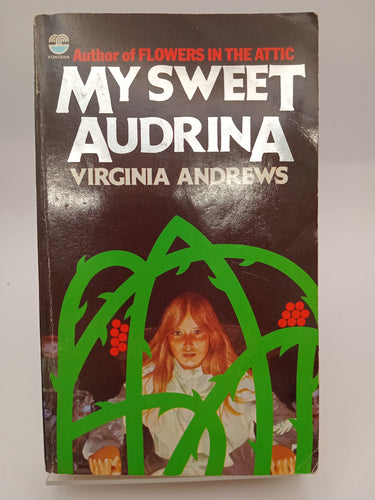 FONTANA
Author of FLOWERS IN THE ATTIC
MY SWEET
AUDRINA
VIRGINIA ANDREWS